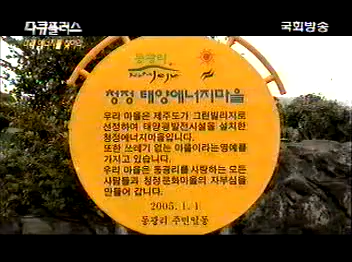 다큐플러스
국회방송
동광리
청정 태양에너지마을
우리 마을은 제주도가 그린빌리지로
선정하여 태양광발전시설을 설치한
청정에너지마을입니다.
또한 쓰레기 없는 마을이라는명예를
가지고 있습니다.
우리 마을은 동광리를 사랑하는 모든
사람들과 청정문화마을의 자부심을
만들어 갑니다.
2005. 1. 1
동광리 주민일동